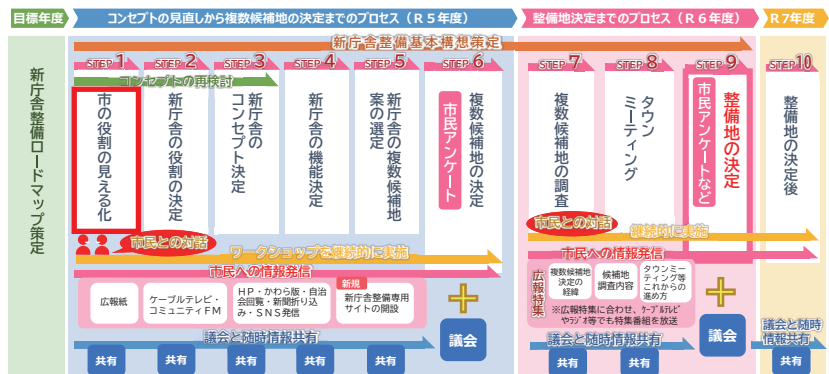 目標年度
コンセプトの見直しから複数候補地の決定までのプロセス（Ｒ５年度）
整備地決定までのプロセス（Ｒ６年度）
Ｒ7年度
新庁舎整備ロードマップ策定
新庁舎整備基本構想策定
STEP 1
STEP 2
STEP 3
STEP 4
STEP 5
STEP 6
STEP 7
STEP 8
STEP 9
STEP 10
コンセプトの再検討
市の役割の見える化
新庁舎の役割の決定
新庁舎の
コンセプト決定
新庁舎の機能決定
新庁舎の複数候補地
案の選定
複数候補地の決定
市民アンケート
複数候補地の調査
タウン
ミーティング
整備地の決定
市民アンケートなど
整備地の決定後
市民との対話
ワークショップを継続的に実施
市民への情報発信
広報紙
ケーブルテレビ・
コミュニティＦＭ
ＨＰ・かわら版・自治
会回覧・新聞折り込
み・ＳＮＳ発信
新規
新庁舎整備専用
サイトの開設
議会と随時情報共有
共有
共有
共有
共有
共有
議会
市民との対話
継続的に実施
市民への情報発信
広報特集
複数候補地
決定の
経緯
候補地
調査内容
タウンミー
ティング等
これからの
進め方
※広報特集に合わせ、ｹｰﾌﾞﾙﾃﾚﾋﾞ
やﾗｼﾞｵ等でも特集番組を放送
議会と随時情報共有
共有
共有
議会
議会と随時
情報共有
共有